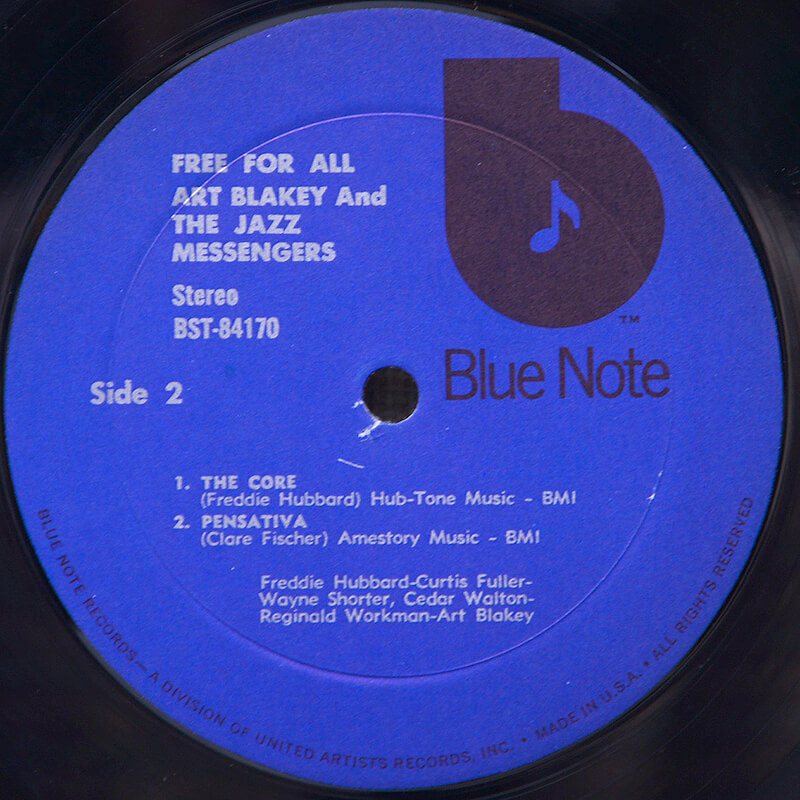 FREE FOR ALL
ART BLAKEY And
THE JAZZ
MESSENGERS
Stereo
BST-84170
Side 2
TM
Blue Note
1. THE CORE
(Freddie Hubbard) Hub-Tone Music - BMI
2. PENSATIVA
(Clare Fischer) Amestory Music - BMI
Freddie Hubbard-Curtis Fuller-
Wayne Shorter, Cedar Walton-
Reginald Workman-Art Blakey
BLUE NOTE RECORDS — A DIVISION OF UNITED ARTISTS RECORDS, INC. • MADE IN U.S.A. • ALL RIGHTS RESERVED